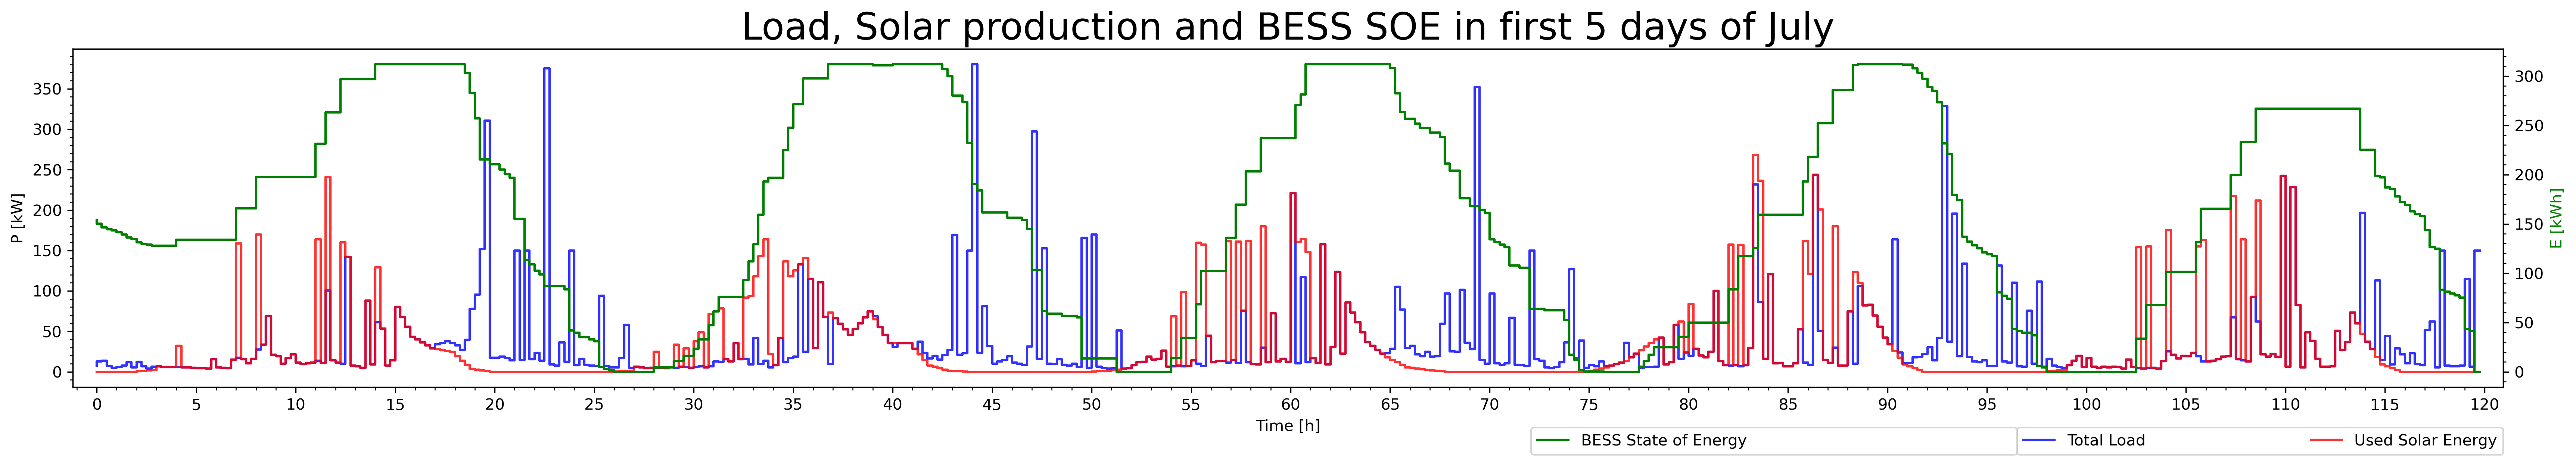 Load, Solar production and BESS SOE in first 5 days of July
P [kW]
350
300
250
200
150
100
50
0
300
250
200
150
100
50
0
E [kWh]
0 5 10 15 20 25 30 35 40 45 50 55 60 65 70 75 80 85 90 95 100 105 110 115 120
Time [h]
BESS State of Energy Total Load Used Solar Energy